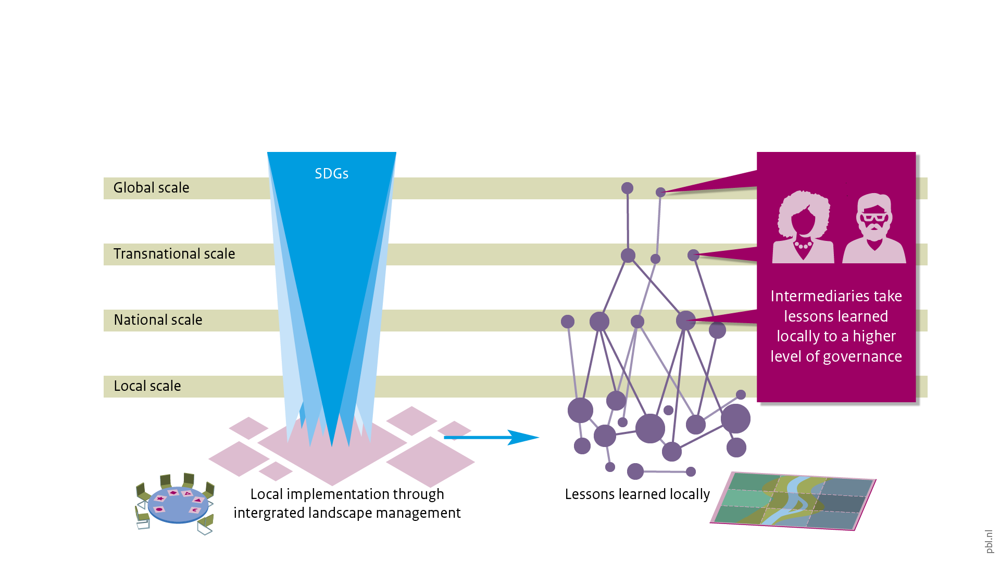 SDGs
Global scale
Transnational scale
National scale
Local scale
Intermediaries take
lessons learned
locally to a higher
level of governance
Local implementation through
intergrated landscape management
Lessons learned locally
€
pbl.nl